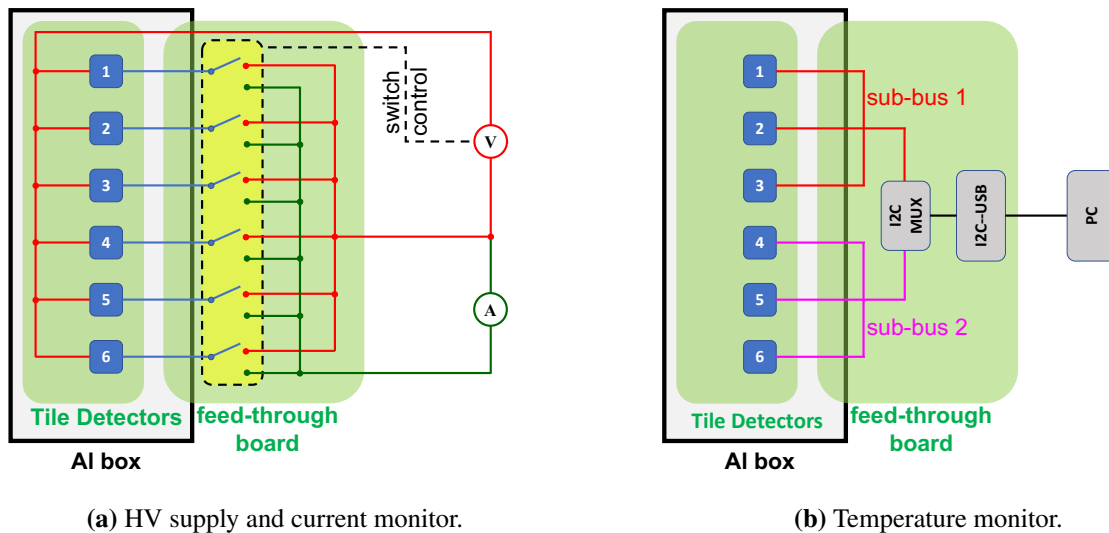 1
2
3
4
5
6
switch
control
V
A
Tile Detectors
feed-through
board
Al box
(a) HV supply and current monitor.
1
2
3
4
5
6
sub-bus 1
sub-bus 2
I2C
MUX
I2C--USB
PC
Tile Detectors
feed-through
board
Al box
(b) Temperature monitor.